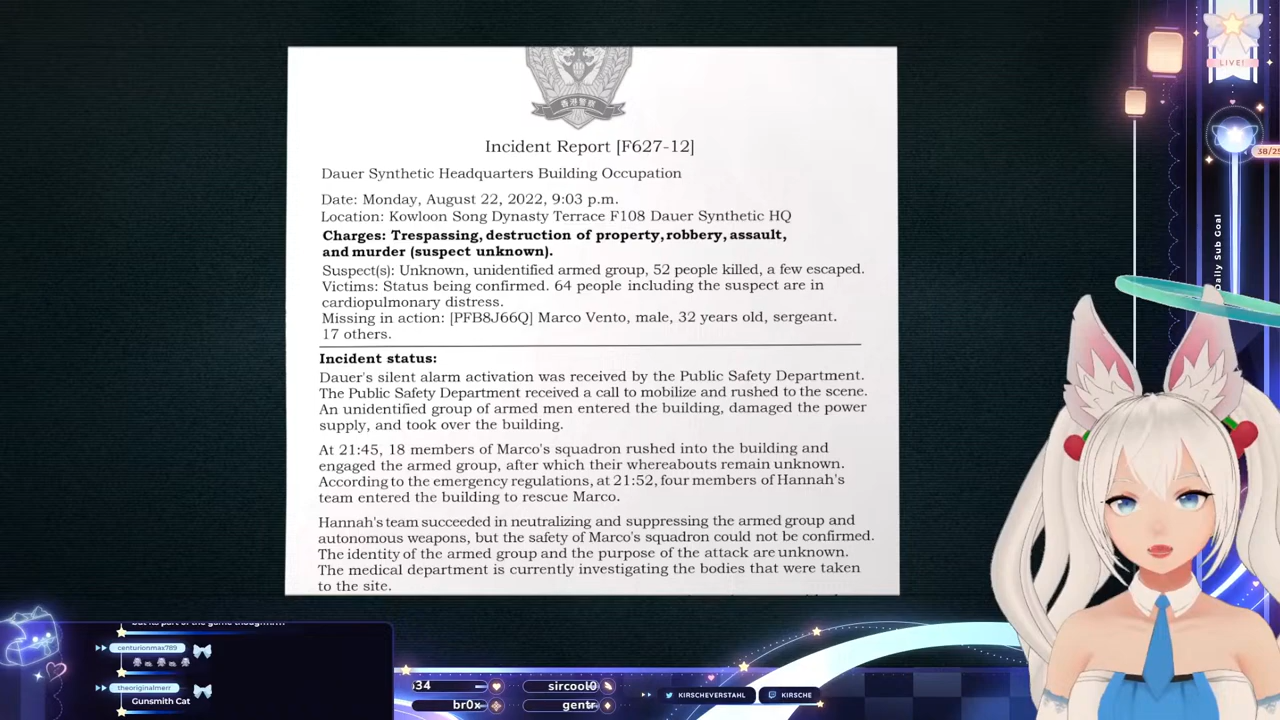 香港警察
Incident Report [F627-12]
Dauer Synthetic Headquarters Building Occupation
Date: Monday, August 22, 2022, 9:03 p.m.
Location: Kowloon Song Dynasty Terrace F108 Dauer Synthetic HQ
Charges: Trespassing, destruction of property, robbery, assault,
and murder (suspect unknown).
Suspect(s): Unknown, unidentified armed group, 52 people killed, a few escaped.
Victims: Status being confirmed. 64 people including the suspect are in
cardiopulmonary distress.
Missing in action: [PFB8J66Q] Marco Vento, male, 32 years old, sergeant.
17 others.
Incident status:
Dauer's silent alarm activation was received by the Public Safety Department.
The Public Safety Department received a call to mobilize and rushed to the scene.
An unidentified group of armed men entered the building, damaged the power
supply, and took over the building.
At 21:45, 18 members of Marco's squadron rushed into the building and
engaged the armed group, after which their whereabouts remain unknown.
According to the emergency regulations, at 21:52, four members of Hannah's
team entered the building to rescue Marco.
Hannah's team succeeded in neutralizing and suppressing the armed group and
autonomous weapons, but the safety of Marco's squadron could not be confirmed.
The identity of the armed group and the purpose of the attack are unknown.
The medical department is currently investigating the bodies that were taken
to the site.
LIVE!
38/25
Daily Sub Goal
centurionmax789
theoriginalmerr
Gunsmith Cat
34
sircool0
br0x
gentr
KIRSCHEVERSTAHL
KIRSCHE